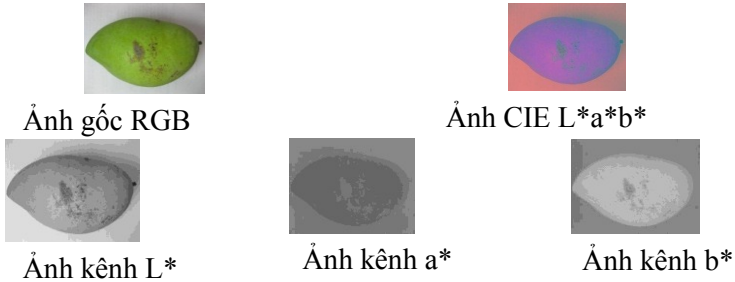 Ảnh gốc RGB
Ảnh CIE L*a*b*
Ảnh kênh L*
Ảnh kênh a*
Ảnh kênh b*